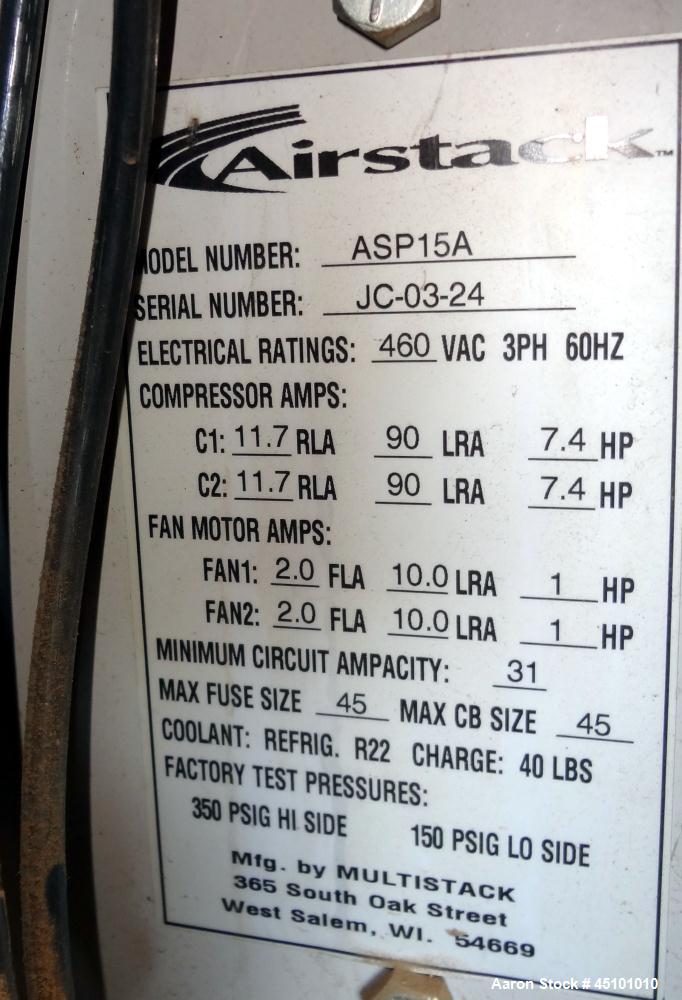 Airstack™
MODEL NUMBER: ASP15A
SERIAL NUMBER: JC-03-24
ELECTRICAL RATINGS: 460 VAC 3PH 60HZ
COMPRESSOR AMPS:
C1: 11.7 RLA 90 LRA 7.4 HP
C2: 11.7 RLA 90 LRA 7.4 HP
FAN MOTOR AMPS:
FAN1: 2.0 FLA 10.0 LRA 1 HP
FAN2: 2.0 FLA 10.0 LRA 1 HP
MINIMUM CIRCUIT AMPACITY: 31
MAX FUSE SIZE 45 MAX CB SIZE 45
COOLANT: REFRIG. R22 CHARGE: 40 LBS
FACTORY TEST PRESSURES:
350 PSIG HI SIDE 150 PSIG LO SIDE
Mfg. by MULTISTACK
365 South Oak Street
West Salem, WI. 54669
Aaron Stock # 45101010